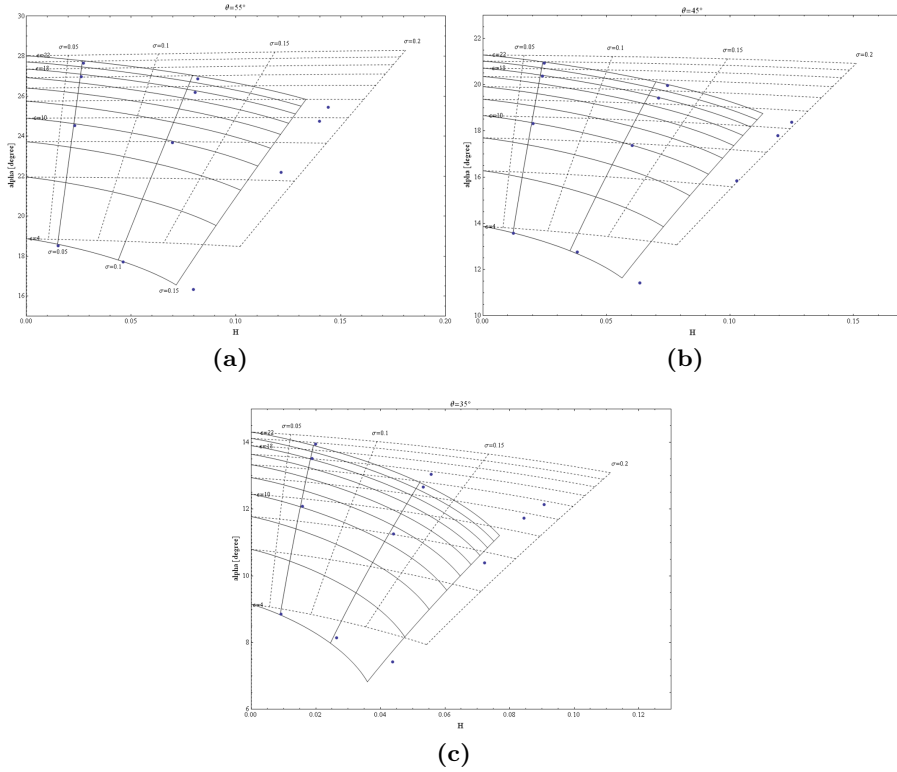 θ=55°
30
28
26
24
22
20
18
16
alpha [degree]
ϵ=22
ϵ=18
ϵ=10
ϵ=4
σ=0.05
σ=0.1
σ=0.15
σ=0.2
σ=0.05
σ=0.1
σ=0.15
0.00 0.05 0.10 0.15 0.20
H
(a)
θ=45°
22
20
18
16
14
12
10
alpha [degree]
ϵ=22
ϵ=18
ϵ=10
ϵ=4
σ=0.05
σ=0.1
σ=0.15
σ=0.2
0.00 0.05 0.10 0.15
H
(b)
θ=35°
14
12
10
8
6
alpha [degree]
ϵ=22
ϵ=18
ϵ=10
ϵ=4
σ=0.05
σ=0.1
σ=0.15
σ=0.2
0.00 0.02 0.04 0.06 0.08 0.10 0.12
H
(c)